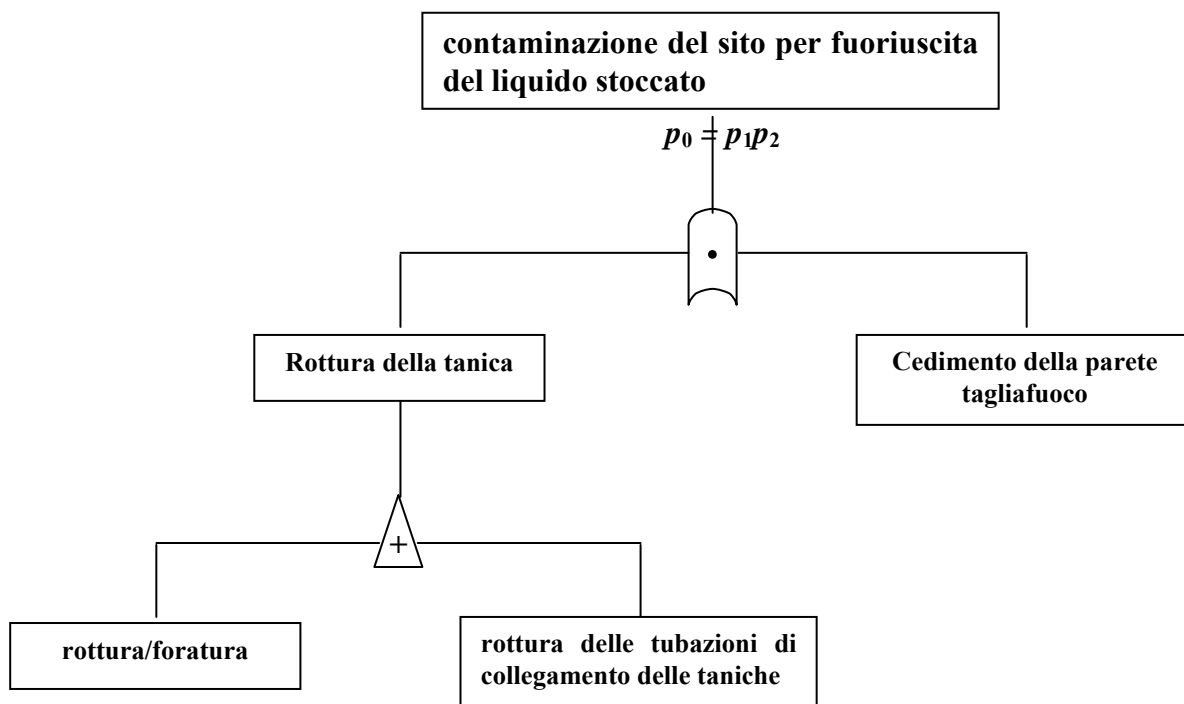 contaminazione del sito per fuoriuscita
del liquido stoccato
p₀ = p₁p₂
•
Rottura della tanica
Cedimento della parete
tagliafuoco
+
rottura/foratura
rottura delle tubazioni di
collegamento delle taniche